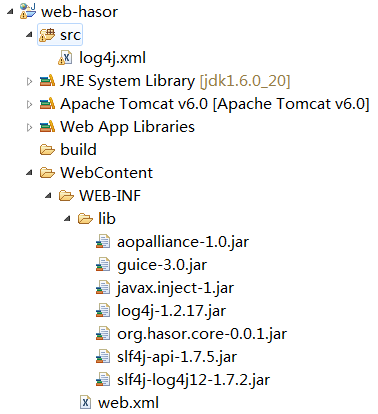 web-hasor
src
log4j.xml
JRE System Library [jdk1.6.0_20]
Apache Tomcat v6.0 [Apache Tomcat v6.0]
Web App Libraries
build
WebContent
WEB-INF
lib
aopalliance-1.0.jar
guice-3.0.jar
javax.inject-1.jar
log4j-1.2.17.jar
org.hasor.core-0.0.1.jar
slf4j-api-1.7.5.jar
slf4j-log4j12-1.7.2.jar
web.xml